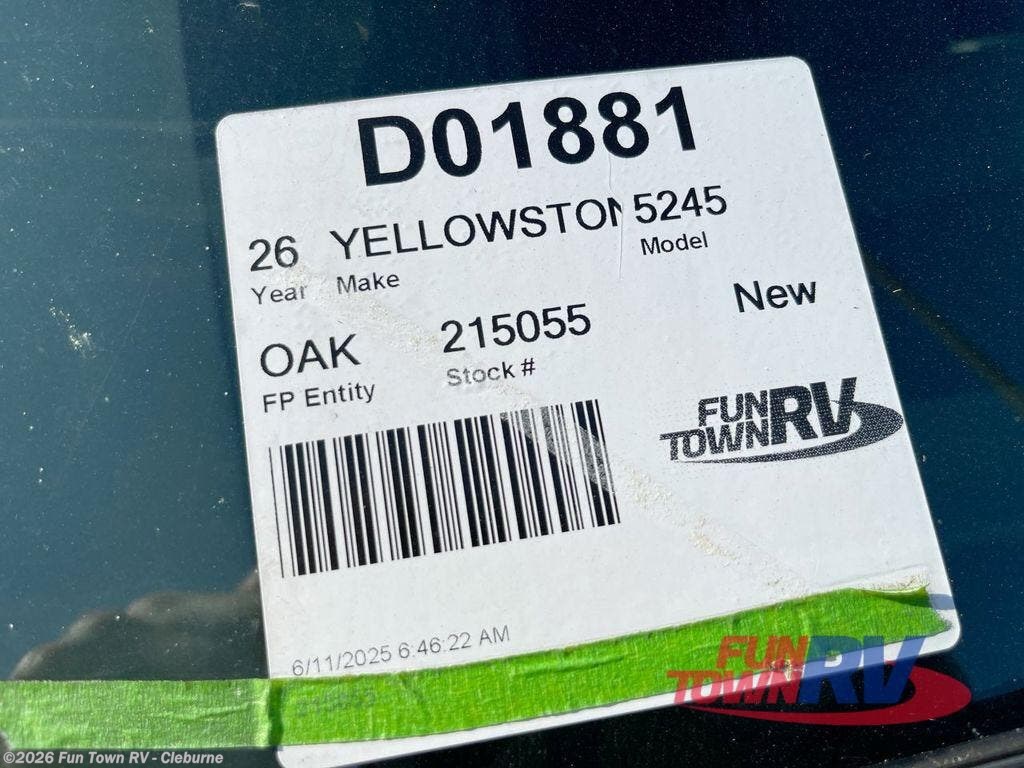 D01881
26 YELLOWSTON 5245
Year Make Model
OAK 215055 New
FP Entity Stock #
FUN TOWN RV
6/11/2025 6:46:22 AM
FUN TOWN RV
©2026 Fun Town RV - Cleburne